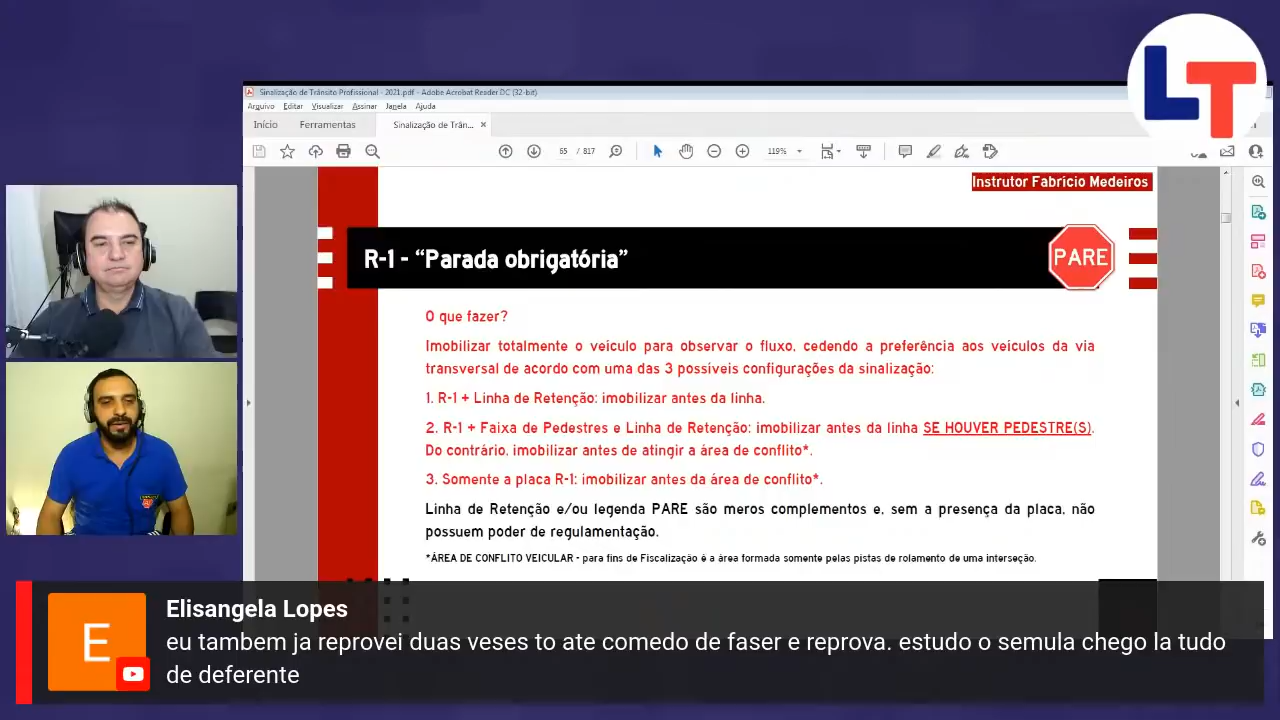 LT
Sinalização de Trânsito Profissional - 2021.pdf - Adobe Acrobat Reader DC (32-bit)
Arquivo Editar Visualizar Assinar Janela Ajuda
Início Ferramentas Sinalização de Trân... ×
65 / 817 119%
Instrutor Fabricio Medeiros
R-1 - “Parada obrigatória”
PARE
O que fazer?
Imobilizar totalmente o veículo para observar o fluxo, cedendo a preferência aos veículos da via
transversal de acordo com uma das 3 possíveis configurações da sinalização:
1. R-1 + Linha de Retenção: imobilizar antes da linha.
2. R-1 + Faixa de Pedestres e Linha de Retenção: imobilizar antes da linha SE HOUVER PEDESTRE(S).
Do contrário, imobilizar antes de atingir a área de conflito*.
3. Somente a placa R-1: imobilizar antes da área de conflito*.
Linha de Retenção e/ou legenda PARE são meros complementos e, sem a presença da placa, não
possuem poder de regulamentação.
*ÁREA DE CONFLITO VEICULAR - para fins de Fiscalização é a área formada somente pelas pistas de rolamento de uma interseção.
E
Elisangela Lopes
eu tambem ja reprovei duas veses to ate comedo de faser e reprova. estudo o semula chego la tudo
de deferente